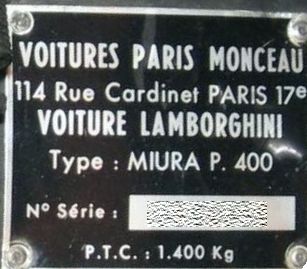 VOITURES PARIS MONCEAU
114 Rue Cardinet PARIS 17e
VOITURE LAMBORGHINI
Type : MIURA P. 400
N° Série :
P.T.C. : 1.400 Kg